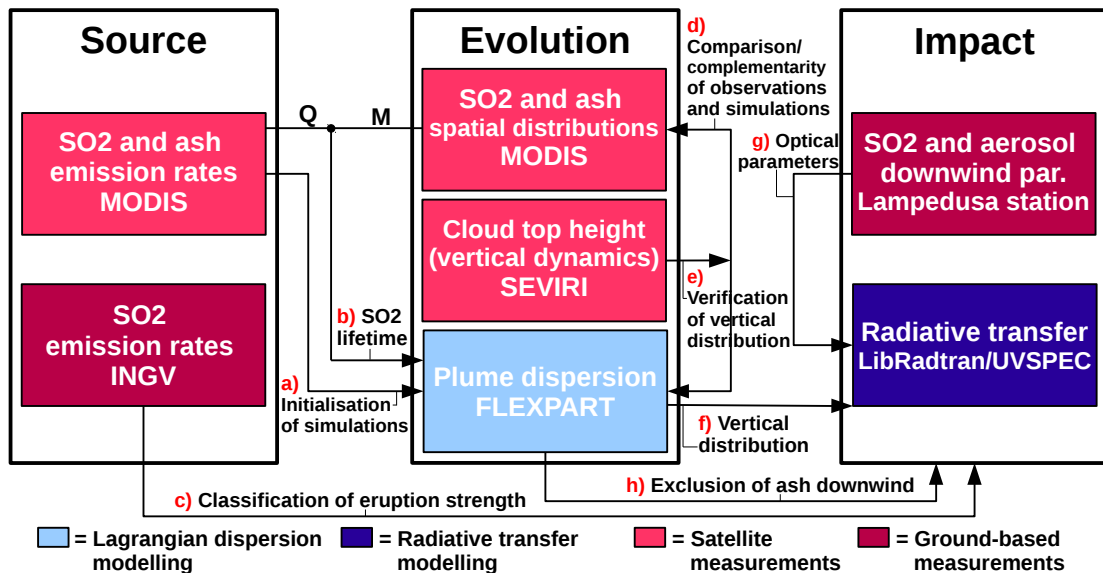 Source
Evolution
Impact
SO2 and ash
emission rates
MODIS
SO2
emission rates
INGV
Q
M
SO2 and ash
spatial distributions
MODIS
Cloud top height
(vertical dynamics)
SEVIRI
Plume dispersion
FLEXPART
b) SO2
lifetime
a)
Initialisation
of simulations
d)
Comparison/
complementarity
of observations
and simulations
g) Optical
parameters
e)
Verification
of vertical
distribution
f) Vertical
distribution
SO2 and aerosol
downwind par.
Lampedusa station
Radiative transfer
LibRadtran/UVSPEC
h) Exclusion of ash downwind
c) Classification of eruption strength
= Lagrangian dispersion
modelling
= Radiative transfer
modelling
= Satellite
measurements
= Ground-based
measurements